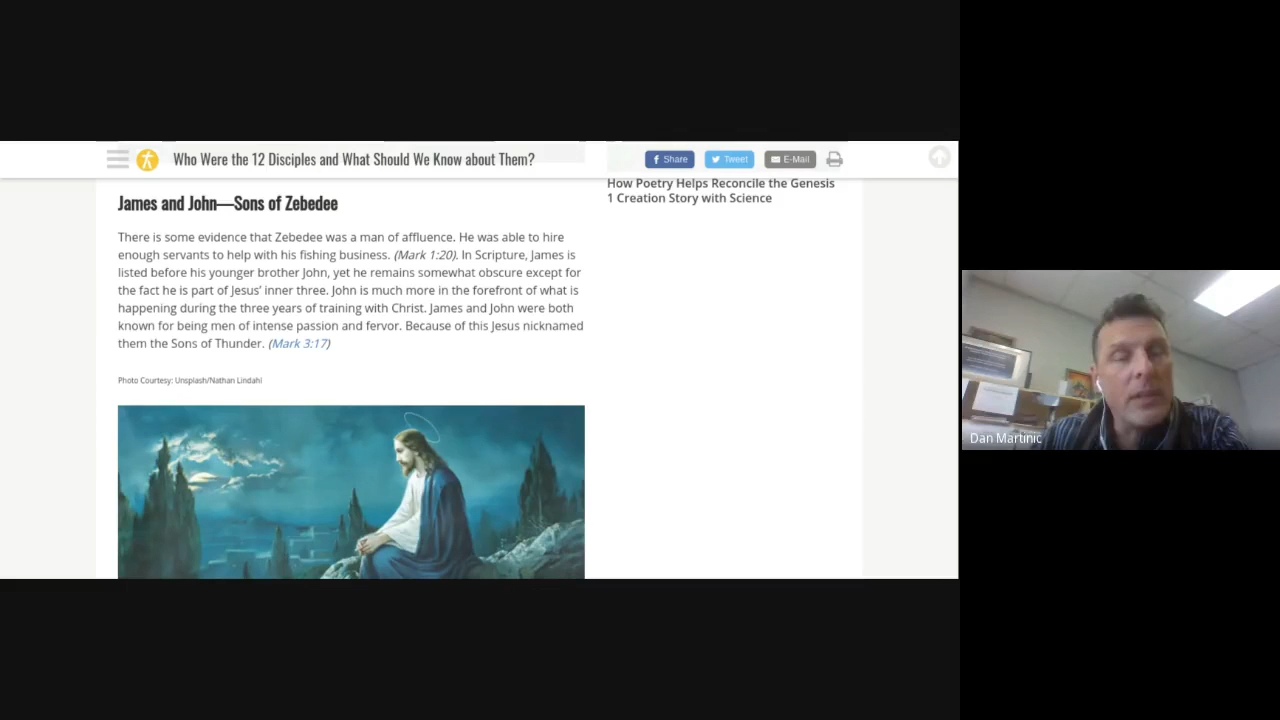 Who Were the 12 Disciples and What Should We Know about Them?
Share
Tweet
E-Mail
James and John—Sons of Zebedee
There is some evidence that Zebedee was a man of affluence. He was able to hire
enough servants to help with his fishing business. (Mark 1:20). In Scripture, James is
listed before his younger brother John, yet he remains somewhat obscure except for
the fact he is part of Jesus’ inner three. John is much more in the forefront of what is
happening during the three years of training with Christ. James and John were both
known for being men of intense passion and fervor. Because of this Jesus nicknamed
them the Sons of Thunder. (Mark 3:17)
Photo Courtesy: Unsplash/Nathan Lindahl
How Poetry Helps Reconcile the Genesis
1 Creation Story with Science
Dan Martinic